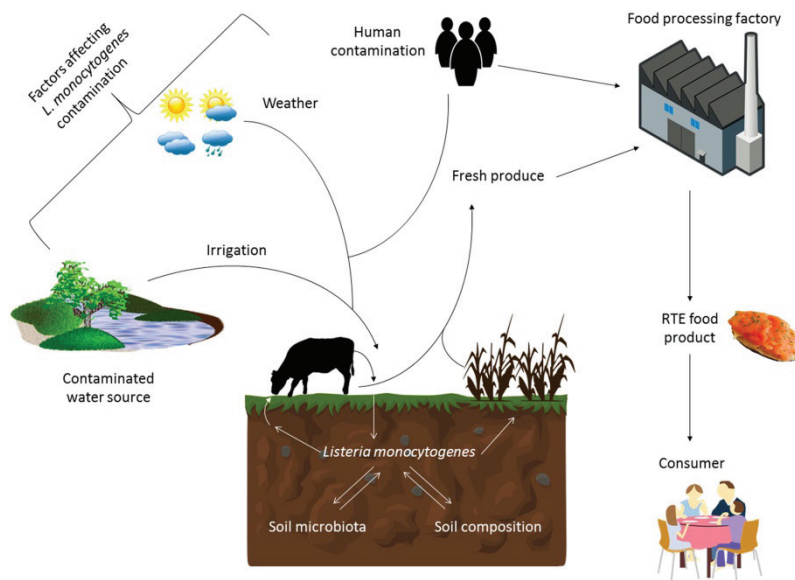 Factors affecting
L. monocytogenes
contamination
Weather
Human
contamination
Food processing factory
Fresh produce
Irrigation
Contaminated
water source
RTE food
product
Listeria monocytogenes
Soil microbiota
Soil composition
Consumer